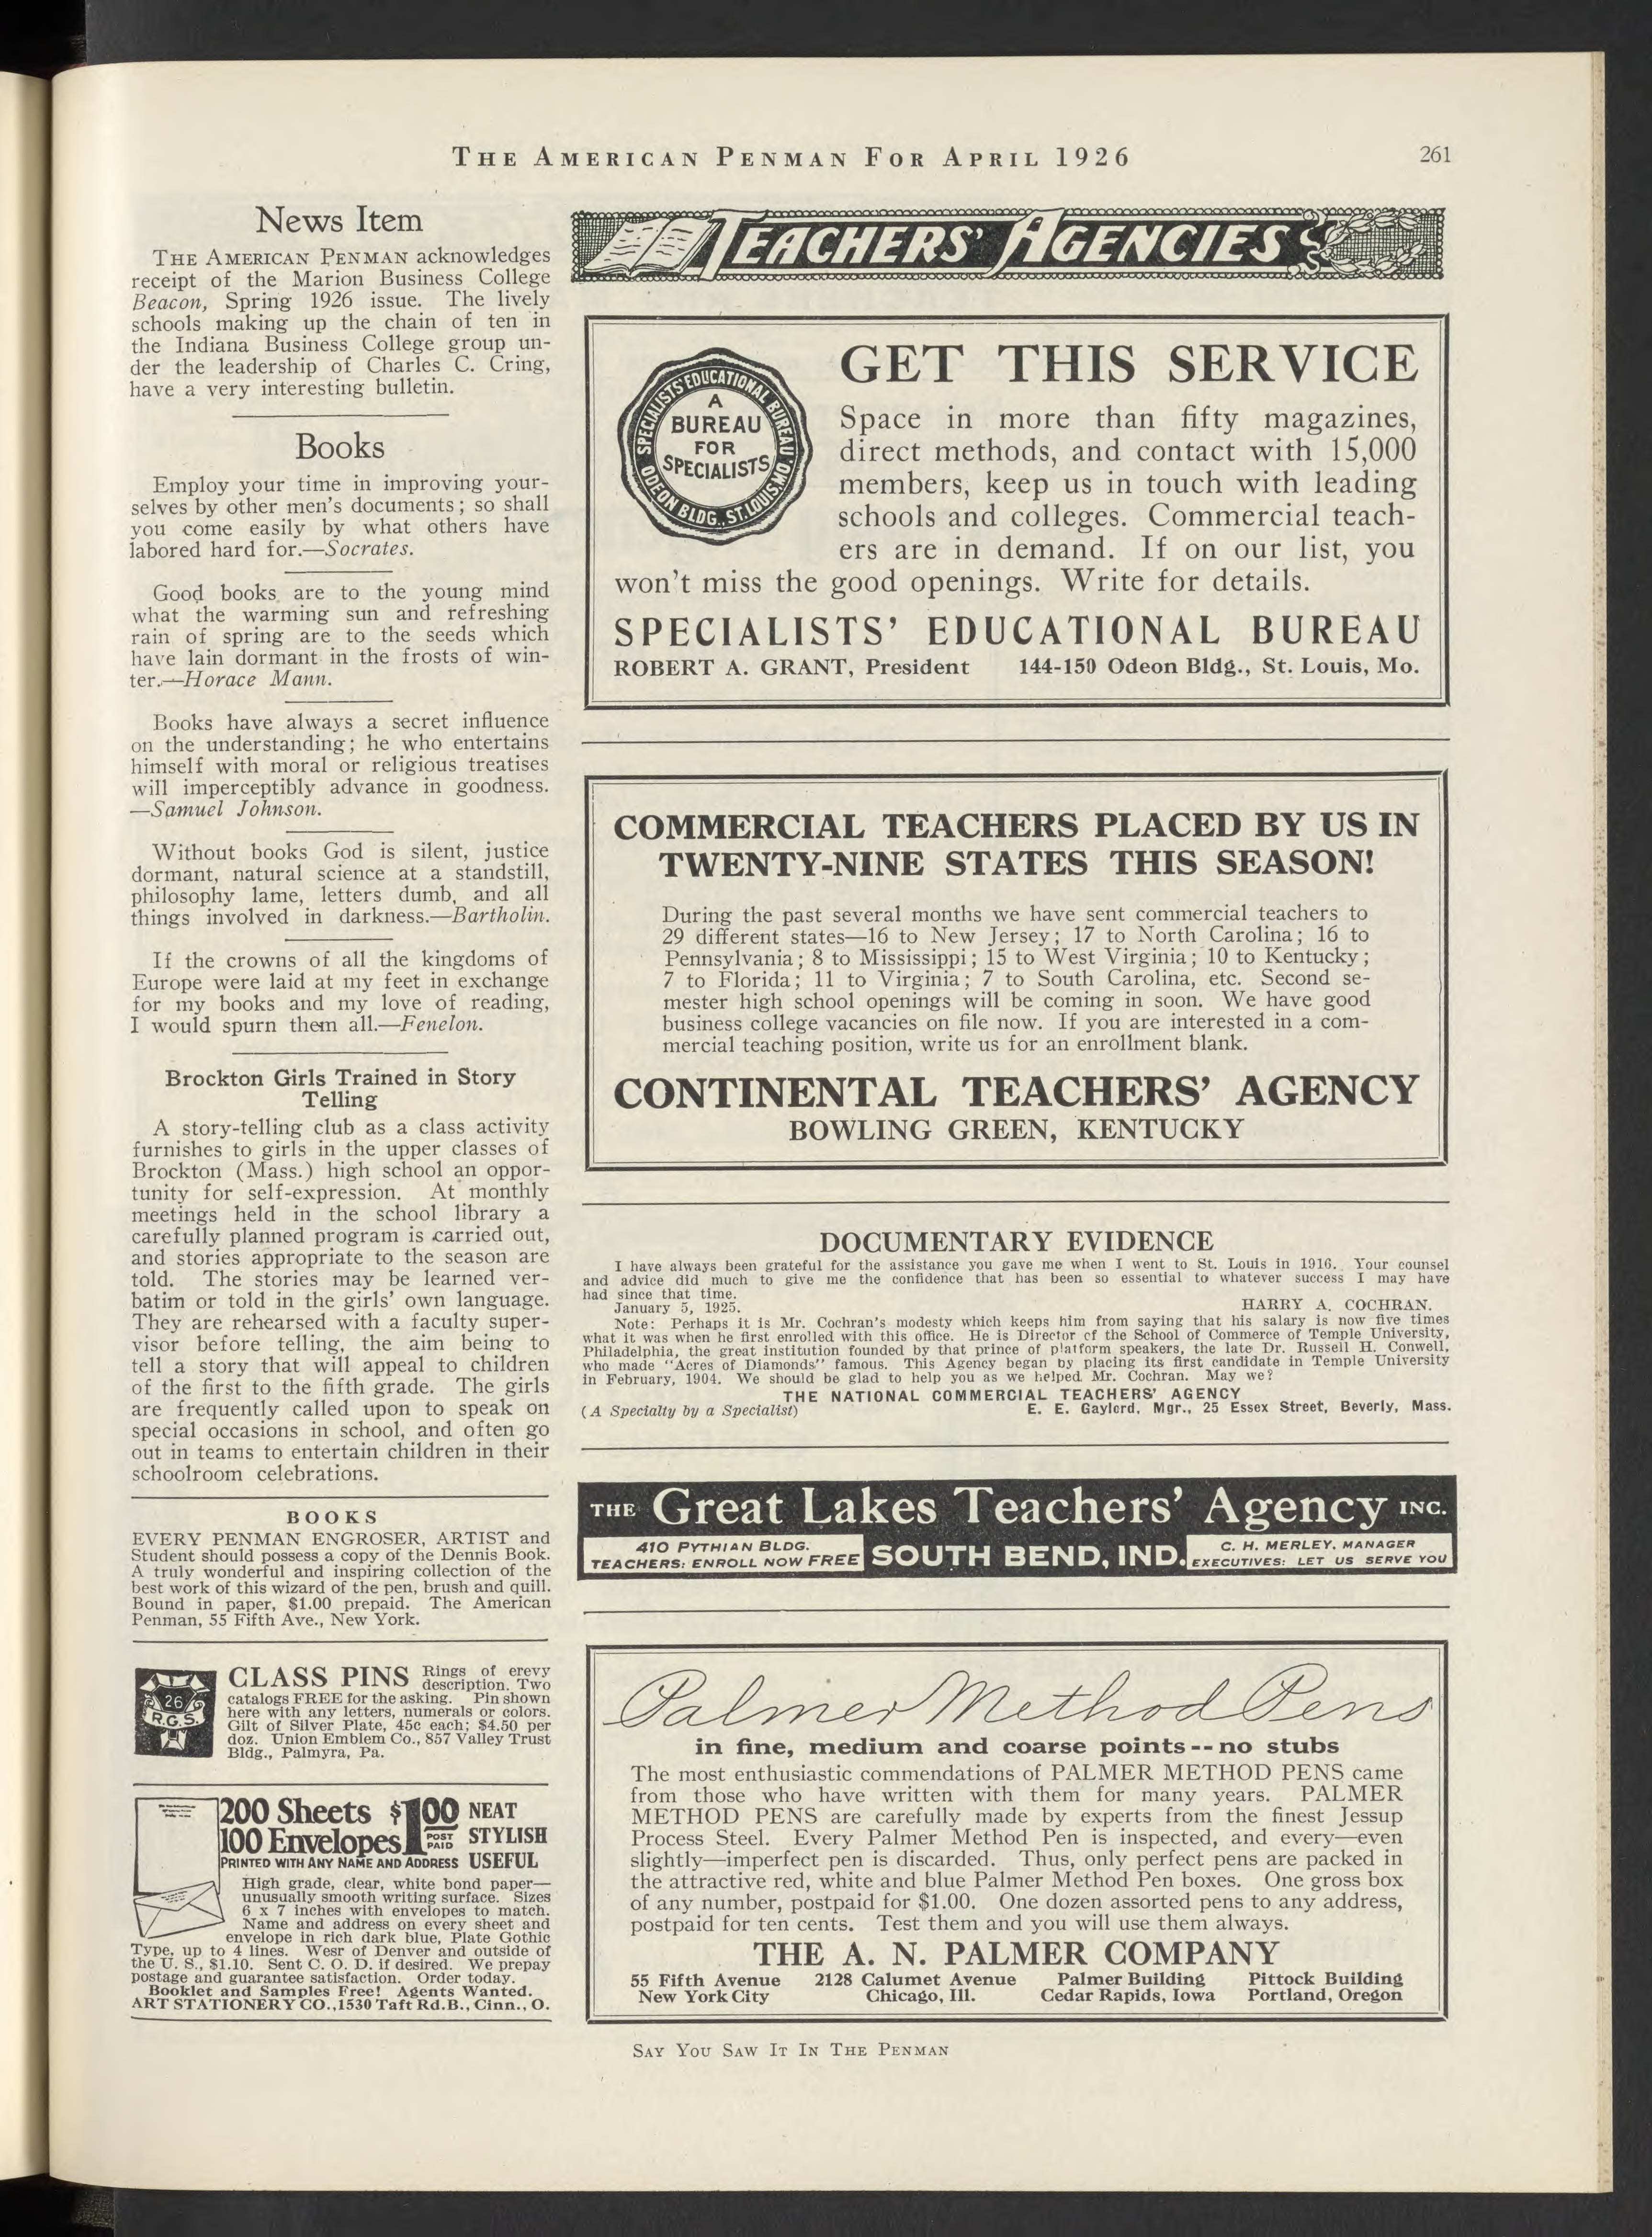 THE AMERICAN PENMAN FOR APRIL 1926
261
News Item
THE AMERICAN PENMAN acknowledges
receipt of the Marion Business College
Beacon, Spring 1926 issue. The lively
schools making up the chain of ten in
the Indiana Business College group un-
der the leadership of Charles C. Cring,
have a very interesting bulletin.
Books
Employ your time in improving your-
selves by other men's documents; so shall
you come easily by what others have
labored hard for.—Socrates.
Good books are to the young mind
what the warming sun and refreshing
rain of spring are to the seeds which
have lain dormant in the frosts of win-
ter.—Horace Mann.
Books have always a secret influence
on the understanding; he who entertains
himself with moral or religious treatises
will imperceptibly advance in goodness.
—Samuel Johnson.
Without books God is silent, justice
dormant, natural science at a standstill,
philosophy lame, letters dumb, and all
things involved in darkness.—Bartholin.
If the crowns of all the kingdoms of
Europe were laid at my feet in exchange
for my books and my love of reading,
I would spurn them all.—Fenelon.
Brockton Girls Trained in Story
Telling
A story-telling club as a class activity
furnishes to girls in the upper classes of
Brockton (Mass.) high school an oppor-
tunity for self-expression. At monthly
meetings held in the school library a
carefully planned program is carried out,
and stories appropriate to the season are
told. The stories may be learned ver-
batim or told in the girls' own language.
They are rehearsed with a faculty super-
visor before telling, the aim being to
tell a story that will appeal to children
of the first to the fifth grade. The girls
are frequently called upon to speak on
special occasions in school, and often go
out in teams to entertain children in their
schoolroom celebrations.
BOOKS
EVERY PENMAN ENGROSER, ARTIST and
Student should possess a copy of the Dennis Book.
A truly wonderful and inspiring collection of the
best work of this wizard of the pen, brush and quill.
Bound in paper, $1.00 prepaid. The American
Penman, 55 Fifth Ave., New York.
26
R.G.S.
CLASS PINS Rings of erevy
description. Two
catalogs FREE for the asking. Pin shown
here with any letters, numerals or colors.
Gilt of Silver Plate, 45c each; $4.50 per
doz. Union Emblem Co., 857 Valley Trust
Bldg., Palmyra, Pa.
200 Sheets $1.00 NEAT
100 Envelopes POST PAID STYLISH
PRINTED WITH ANY NAME AND ADDRESS USEFUL
High grade, clear, white bond paper—
unusually smooth writing surface. Sizes
6 x 7 inches with envelopes to match.
Name and address on every sheet and
envelope in rich dark blue, Plate Gothic
Type, up to 4 lines. Wesr of Denver and outside of
the U. S., $1.10. Sent C. O. D. if desired. We prepay
postage and guarantee satisfaction. Order today.
Booklet and Samples Free! Agents Wanted.
ART STATIONERY CO., 1530 Taft Rd.B., Cinn., O.
TEACHERS' AGENCIES
SPECIALISTS' EDUCATIONAL BUREAU
ODEON BLDG., ST. LOUIS, MO.
A
BUREAU
FOR
SPECIALISTS
GET THIS SERVICE
Space in more than fifty magazines,
direct methods, and contact with 15,000
members, keep us in touch with leading
schools and colleges. Commercial teach-
ers are in demand. If on our list, you
won't miss the good openings. Write for details.
SPECIALISTS' EDUCATIONAL BUREAU
ROBERT A. GRANT, President 144-150 Odeon Bldg., St. Louis, Mo.
COMMERCIAL TEACHERS PLACED BY US IN
TWENTY-NINE STATES THIS SEASON!
During the past several months we have sent commercial teachers to
29 different states—16 to New Jersey; 17 to North Carolina; 16 to
Pennsylvania; 8 to Mississippi; 15 to West Virginia; 10 to Kentucky;
7 to Florida; 11 to Virginia; 7 to South Carolina, etc. Second se-
mester high school openings will be coming in soon. We have good
business college vacancies on file now. If you are interested in a com-
mercial teaching position, write us for an enrollment blank.
CONTINENTAL TEACHERS' AGENCY
BOWLING GREEN, KENTUCKY
DOCUMENTARY EVIDENCE
I have always been grateful for the assistance you gave me when I went to St. Louis in 1916. Your counsel
and advice did much to give me the confidence that has been so essential to whatever success I may have
had since that time.
January 5, 1925. HARRY A. COCHRAN.
Note: Perhaps it is Mr. Cochran's modesty which keeps him from saying that his salary is now five times
what it was when he first enrolled with this office. He is Director of the School of Commerce of Temple University,
Philadelphia, the great institution founded by that prince of platform speakers, the late Dr. Russell H. Conwell,
who made "Acres of Diamonds" famous. This Agency began by placing its first candidate in Temple University
in February, 1904. We should be glad to help you as we helped Mr. Cochran. May we?
THE NATIONAL COMMERCIAL TEACHERS' AGENCY
(A Specialty by a Specialist) E. E. Gaylord, Mgr., 25 Essex Street, Beverly, Mass.
THE Great Lakes Teachers' Agency INC.
410 PYTHIAN BLDG.
TEACHERS: ENROLL NOW FREE
SOUTH BEND, IND.
C. H. MERLEY, MANAGER
EXECUTIVES: LET US SERVE YOU
Palmer Method Pens
in fine, medium and coarse points--no stubs
The most enthusiastic commendations of PALMER METHOD PENS came
from those who have written with them for many years. PALMER
METHOD PENS are carefully made by experts from the finest Jessup
Process Steel. Every Palmer Method Pen is inspected, and every—even
slightly—imperfect pen is discarded. Thus, only perfect pens are packed in
the attractive red, white and blue Palmer Method Pen boxes. One gross box
of any number, postpaid for $1.00. One dozen assorted pens to any address,
postpaid for ten cents. Test them and you will use them always.
THE A. N. PALMER COMPANY
55 Fifth Avenue 2128 Calumet Avenue Palmer Building Pittock Building
New York City Chicago, Ill. Cedar Rapids, Iowa Portland, Oregon
SAY YOU SAW IT IN THE PENMAN